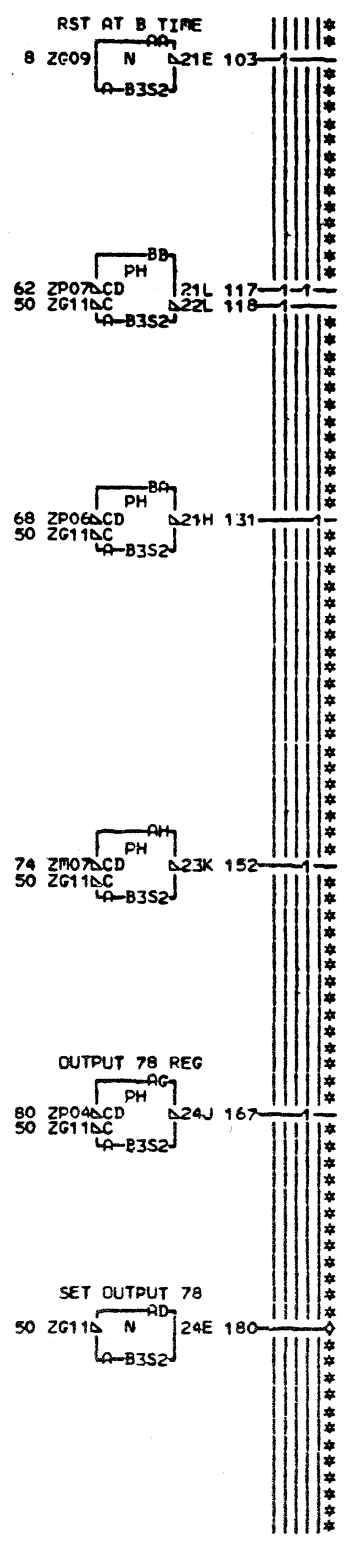 RST AT B TIME
AA
8 ZG09 N 21E 103
A B3S2
BB
PH
62 ZP07 CD 21L 117
50 ZG11 C 22L 118
A B3S2
BA
PH
68 ZP06 CD 21H 131
50 ZG11 C
A B3S2
AH
PH
74 ZM07 CD 23K 152
50 ZG11 C
A B3S2
OUTPUT 78 REG
AG
PH
80 ZP04 CD 24J 167
50 ZG11 C
A B3S2
SET OUTPUT 78
AD
50 ZG11 N 24E 180
A B3S2